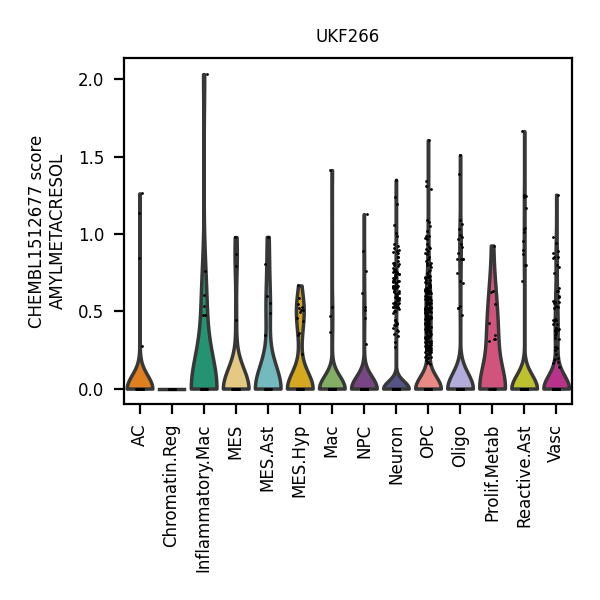 UKF266
CHEMBL1512677 score
AMYLMETACRESOL
2.0
1.5
1.0
0.5
0.0
AC
Chromatin.Reg
Inflammatory.Mac
MES
MES.Ast
MES.Hyp
Mac
NPC
Neuron
OPC
Oligo
Prolif.Metab
Reactive.Ast
Vasc